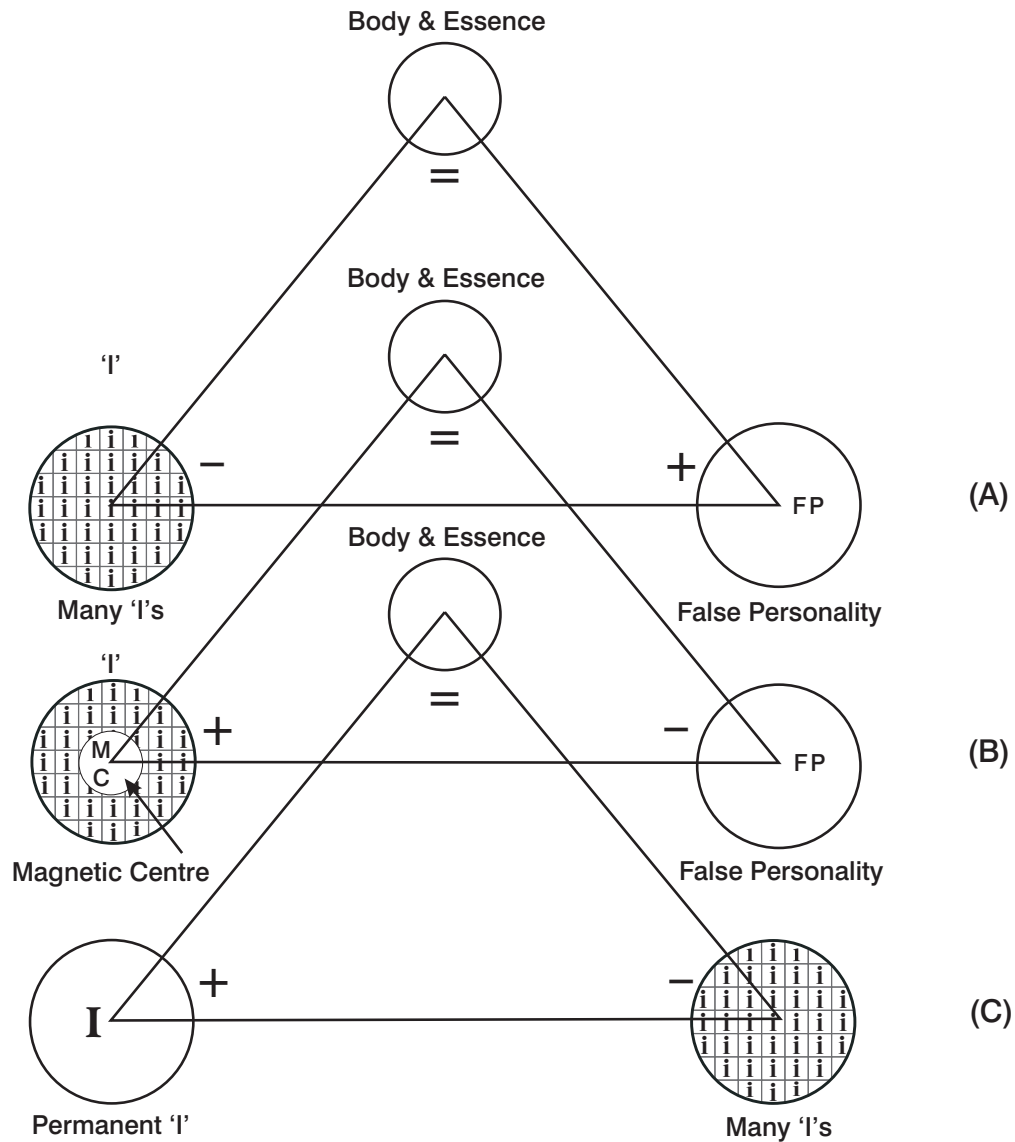 Body & Essence
=
Body & Essence
‘I’
=
i i i
i i i i i
i i i i i i i
i i i i i i i
i i i i i i i
i i i i i
i i i
−
+
FP
(A)
Many ‘I’s
Body & Essence
False Personality
‘I’
=
i i i
i i i i i
M
C
+
−
FP
(B)
Magnetic Centre
False Personality
I
+
−
i i i
i i i i i
i i i i i i i
i i i i i i i
i i i i i i i
i i i i i
i i i
(C)
Permanent ‘I’
Many ‘I’s